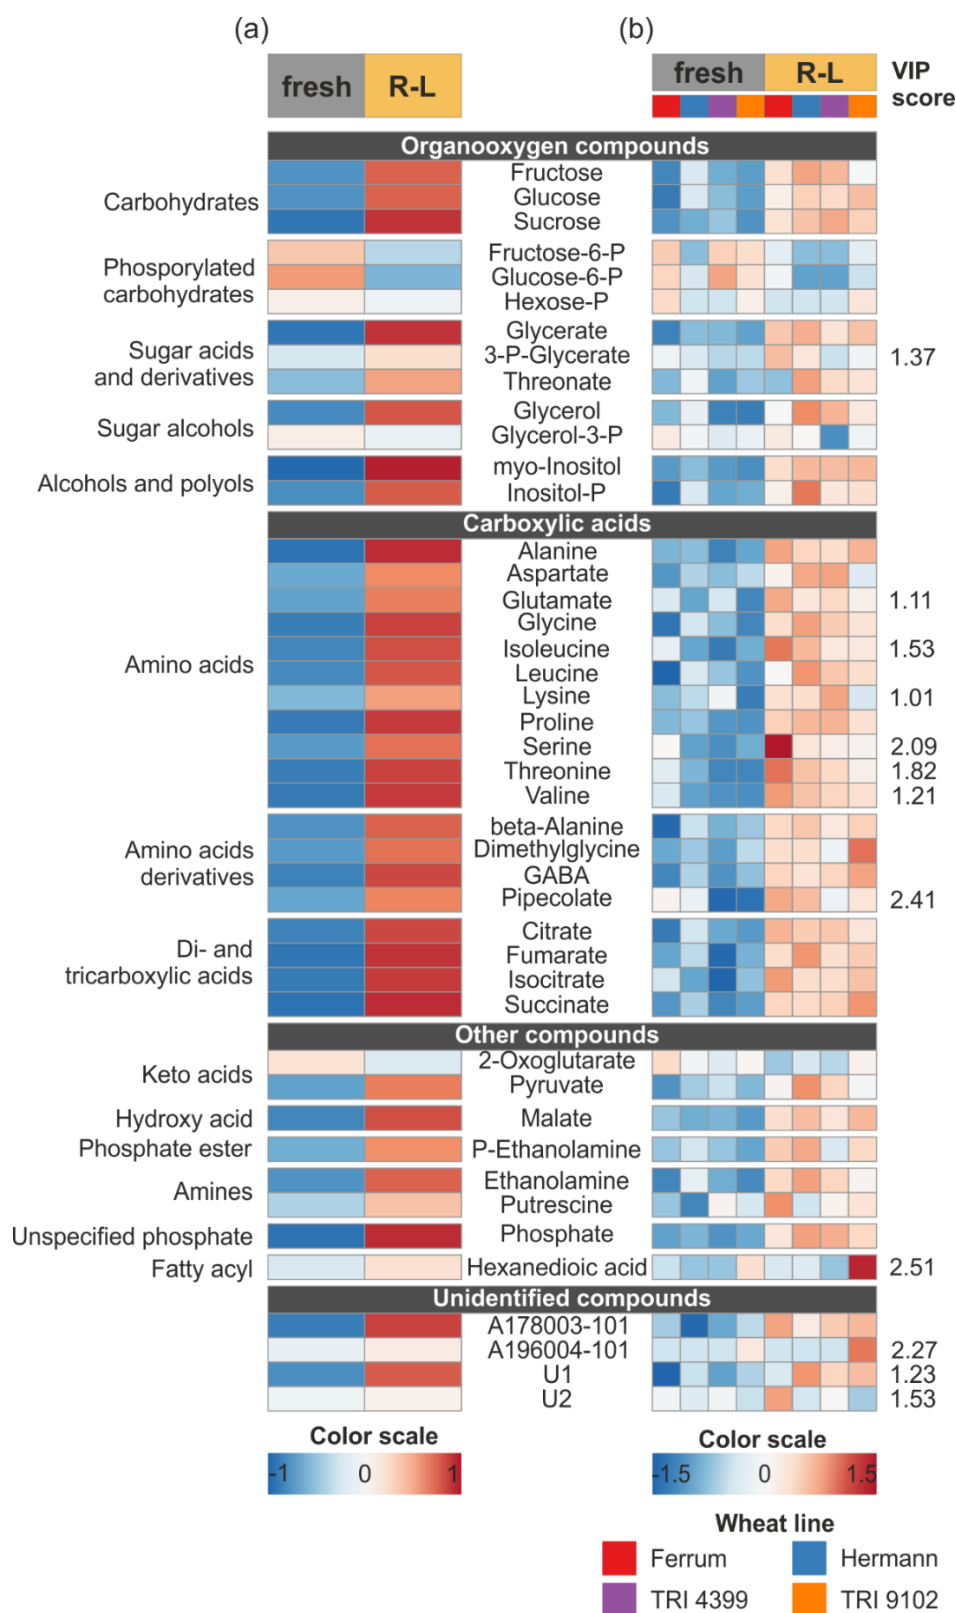 (a)
(b)
fresh
R-L
fresh
R-L
VIP
score
Organooxygen compounds
Carbohydrates
Fructose
Glucose
Sucrose
Phosporylated
carbohydrates
Fructose-6-P
Glucose-6-P
Hexose-P
Sugar acids
and derivatives
Glycerate
3-P-Glycerate 1.37
Threonate
Sugar alcohols
Glycerol
Glycerol-3-P
Alcohols and polyols
myo-Inositol
Inositol-P
Carboxylic acids
Amino acids
Alanine
Aspartate
Glutamate 1.11
Glycine
Isoleucine 1.53
Leucine
Lysine 1.01
Proline
Serine 2.09
Threonine 1.82
Valine 1.21
Amino acids
derivatives
beta-Alanine
Dimethylglycine
GABA
Pipecolate 2.41
Di- and
tricarboxylic acids
Citrate
Fumarate
Isocitrate
Succinate
Other compounds
Keto acids
2-Oxoglutarate
Pyruvate
Hydroxy acid Malate
Phosphate ester P-Ethanolamine
Amines
Ethanolamine
Putrescine
Unspecified phosphate Phosphate
Fatty acyl Hexanedioic acid 2.51
Unidentified compounds
A178003-101
A196004-101 2.27
U1 1.23
U2 1.53
Color scale
-1 0 1
Color scale
-1.5 0 1.5
Wheat line
Ferrum Hermann
TRI 4399 TRI 9102